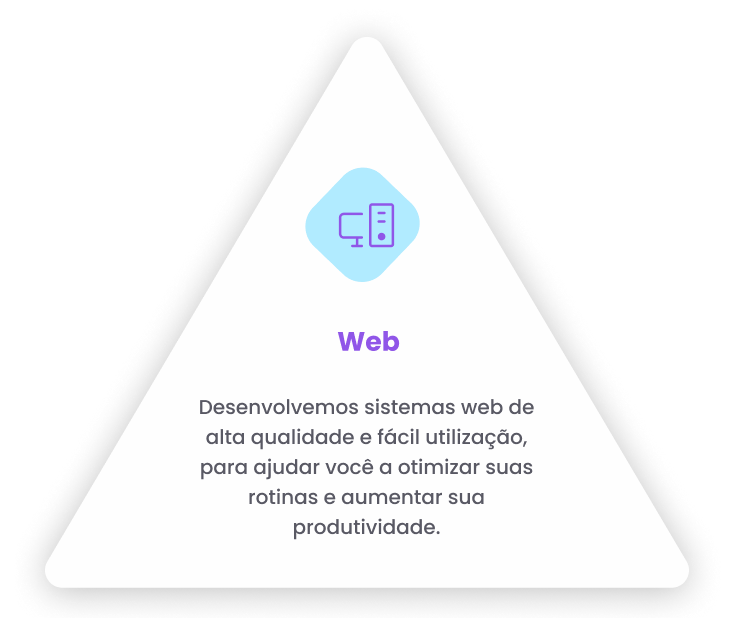 Web
Desenvolvemos sistemas web de
alta qualidade e fácil utilização,
para ajudar você a otimizar suas
rotinas e aumentar sua
produtividade.